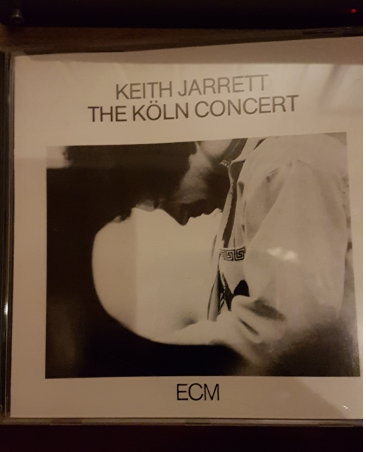 KEITH JARRETT
THE KÖLN CONCERT
ECM